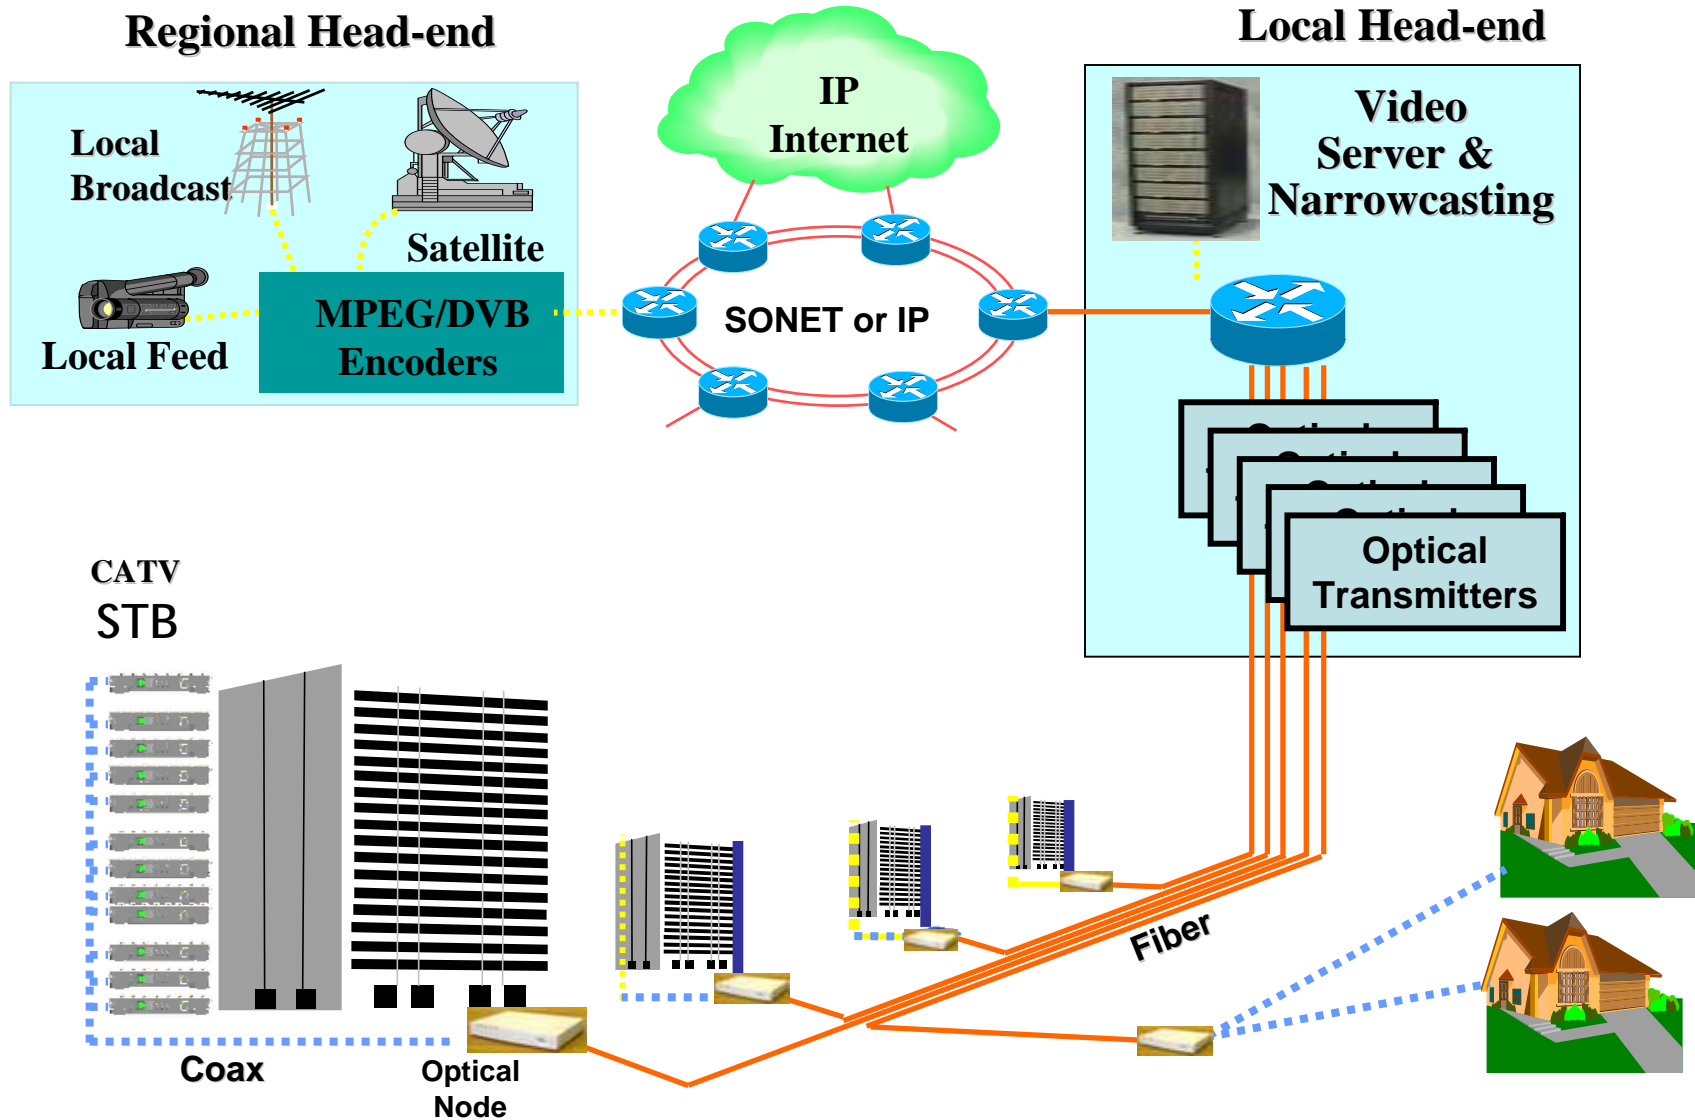 Regional Head-end
Local Head-end
Local
Broadcast
Satellite
Local Feed
MPEG/DVB
Encoders
IP
Internet
SONET or IP
Video
Server &
Narrowcasting
Optical
Transmitters
CATV
STB
Coax
Optical
Node
Fiber